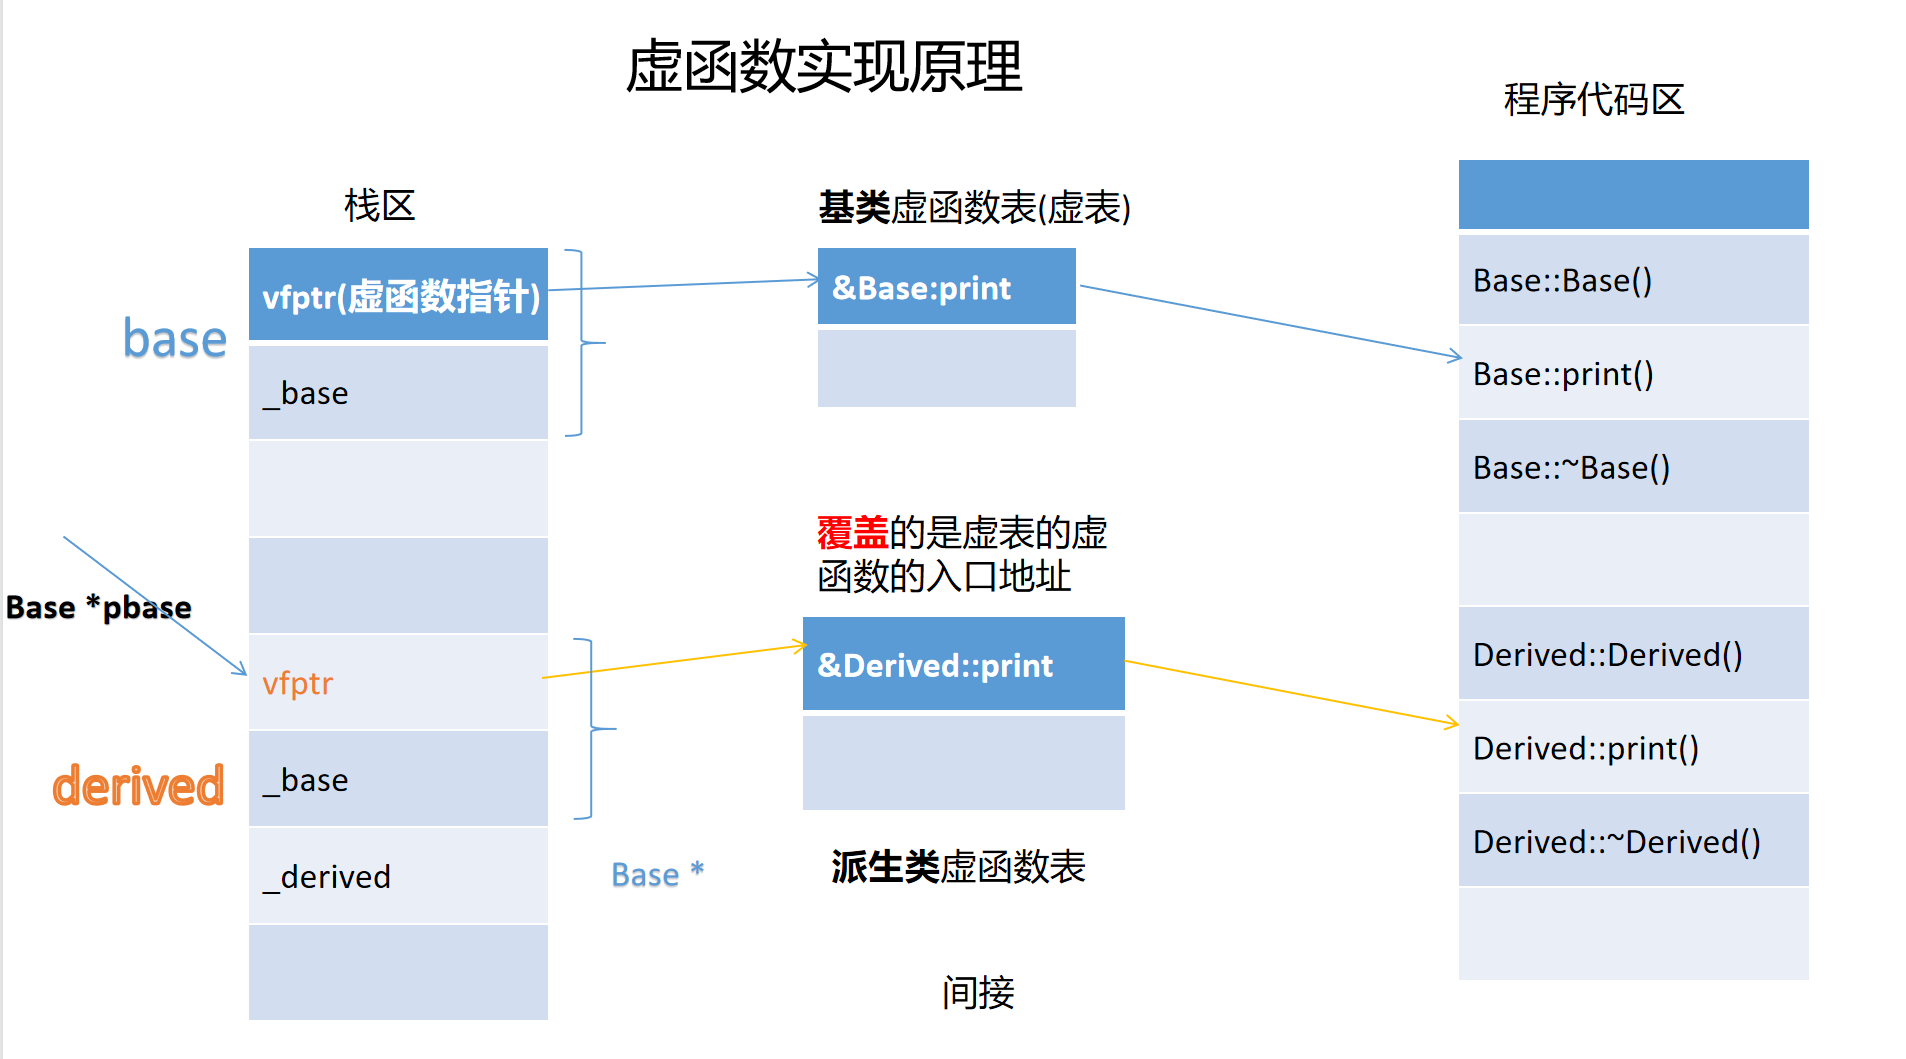 虚函数实现原理
程序代码区
栈区
基类虚函数表(虚表)
vfptr(虚函数指针)
&Base:print
Base::Base()
base
_base
Base::print()
Base::~Base()
覆盖的是虚表的虚
函数的入口地址
Base *pbase
vfptr
&Derived::print
Derived::Derived()
derived
_base
Derived::print()
_derived
Base *
派生类虚函数表
Derived::~Derived()
间接